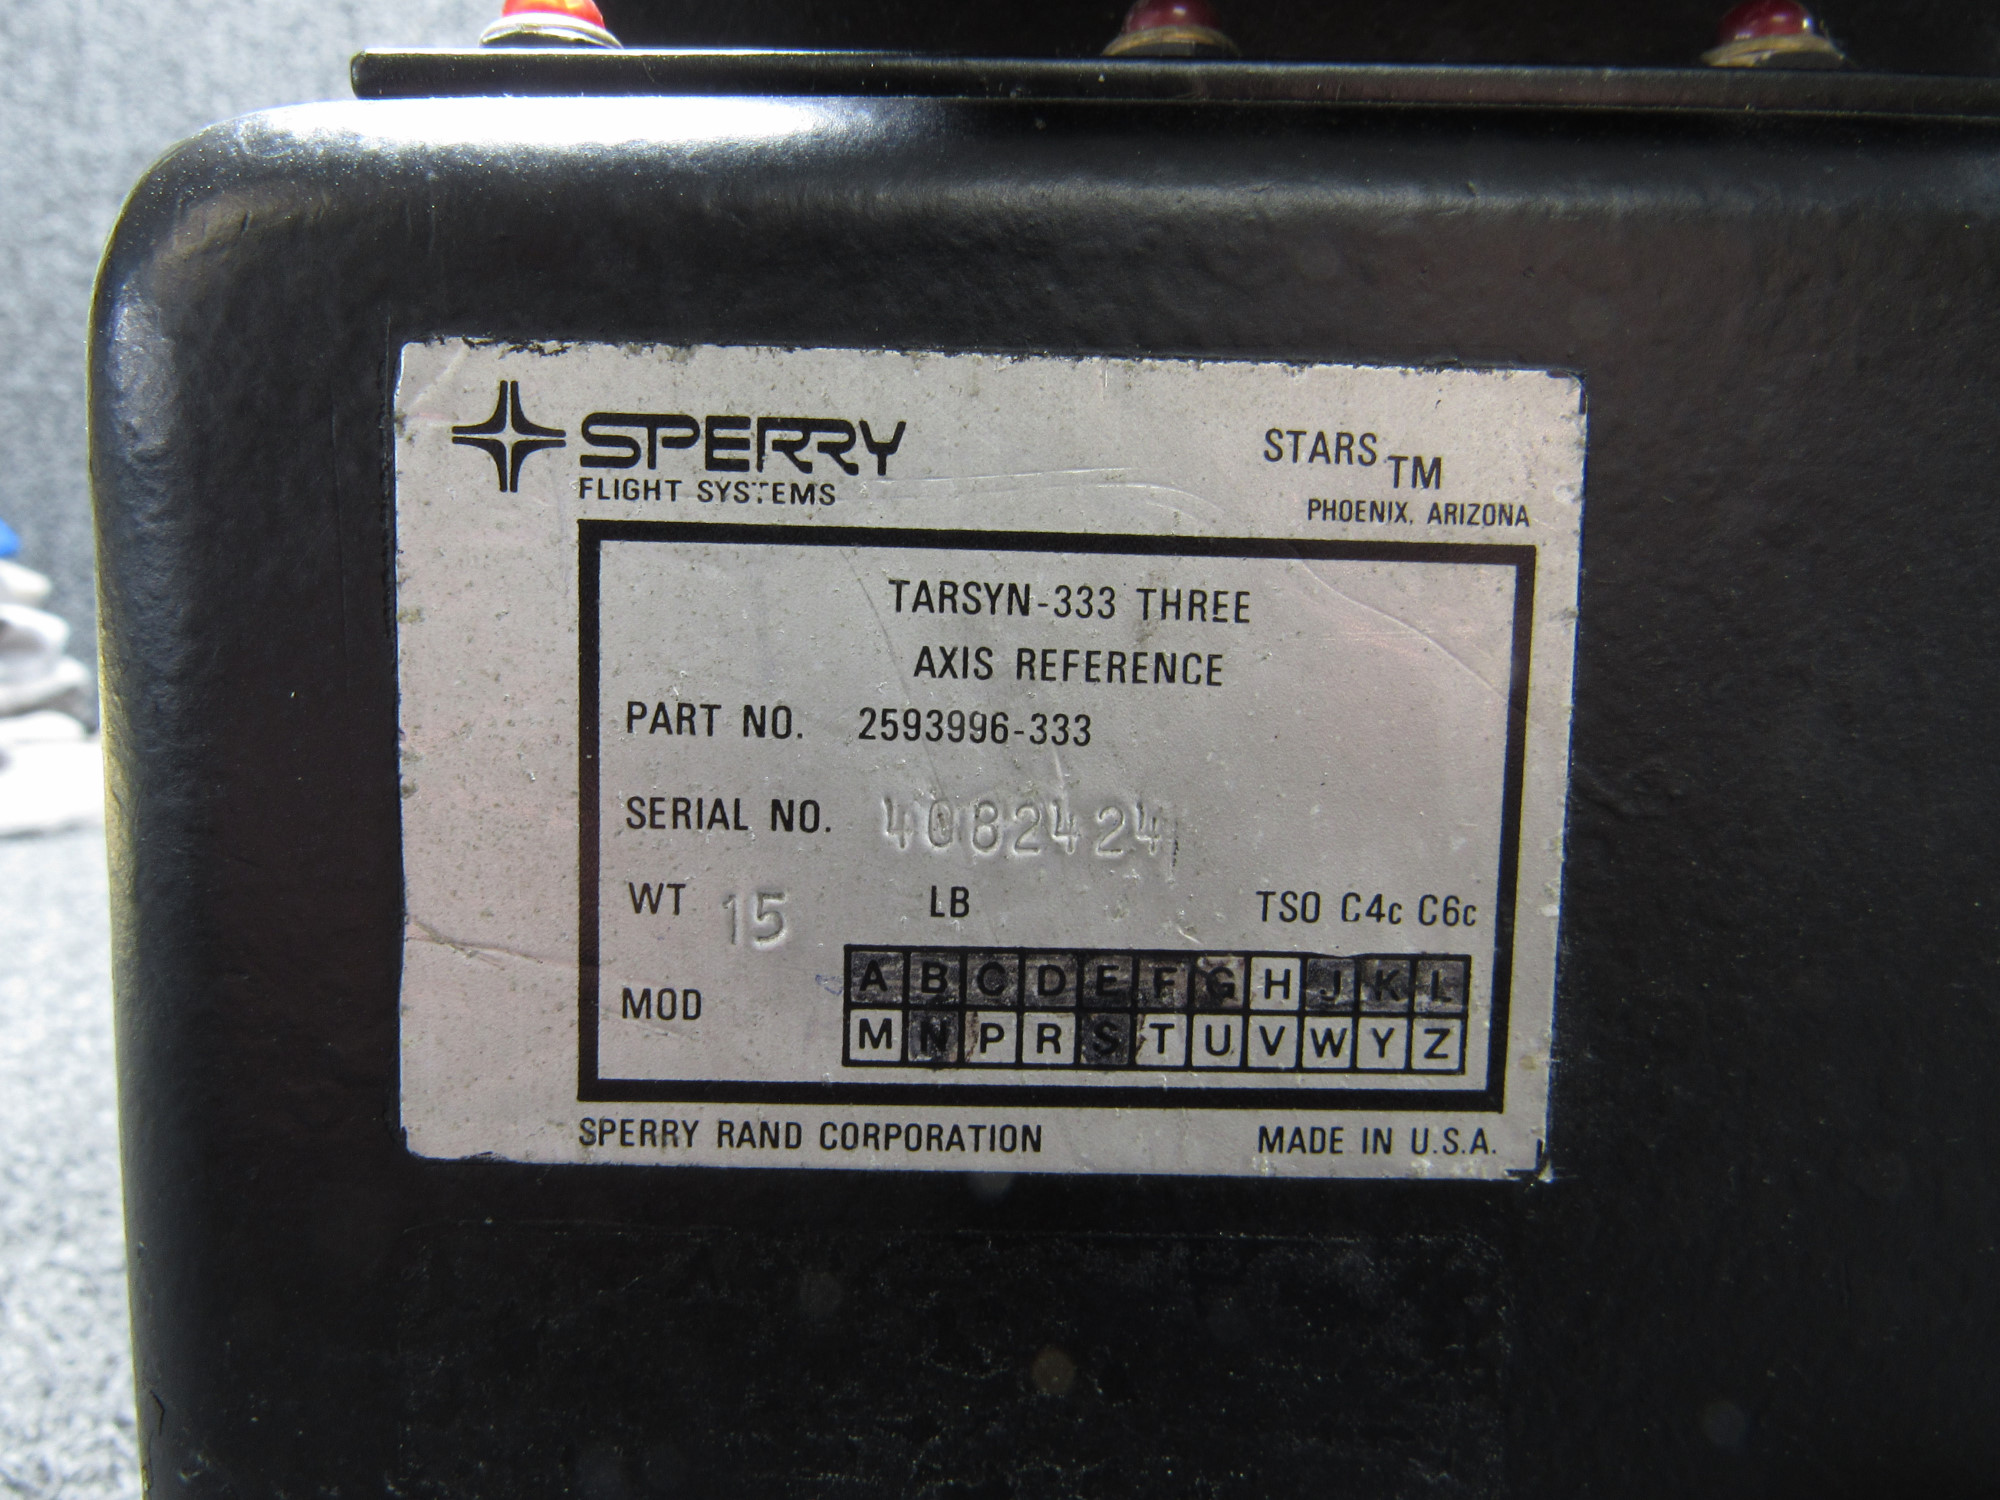 SPERRY
FLIGHT SYSTEMS
STARS TM
PHOENIX, ARIZONA
TARSYN-333 THREE
AXIS REFERENCE
PART NO. 2593996-333
SERIAL NO. 4082424
WT 15 LB TSO C4c C6c
MOD
A B C D E F G H J K L
M N P R S T U V W Y Z
SPERRY RAND CORPORATION MADE IN U.S.A.